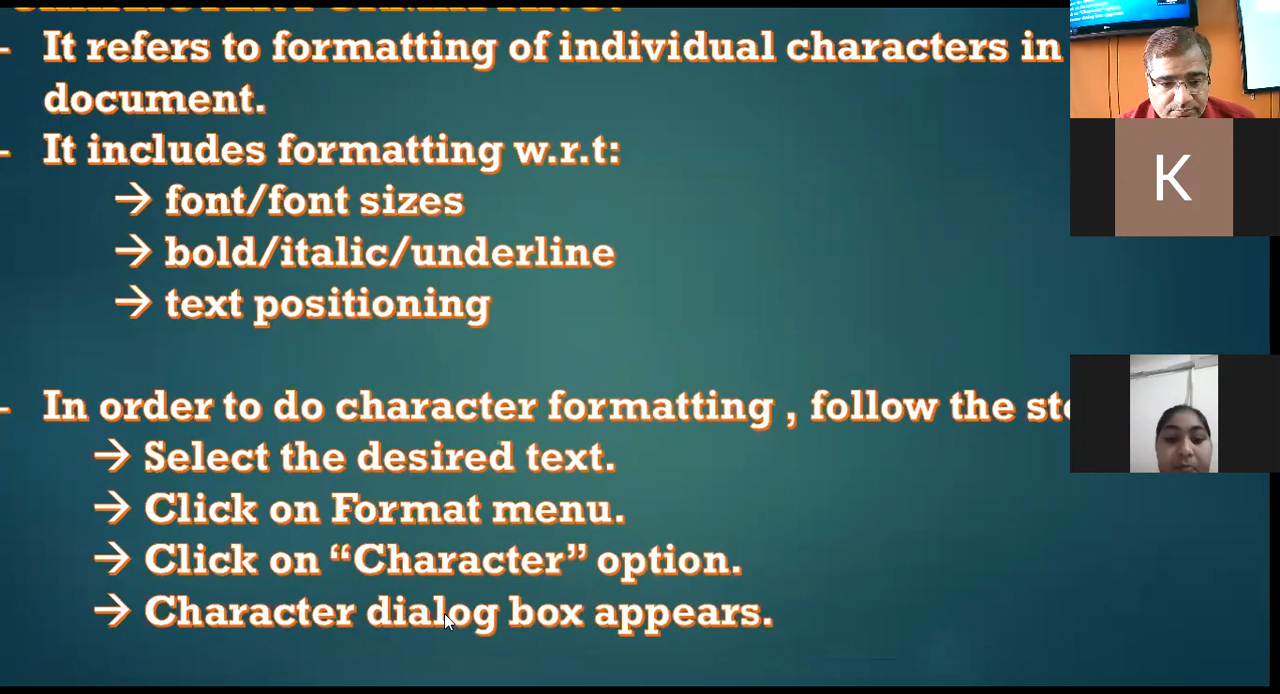 - It refers to formatting of individual characters in
document.
- It includes formatting w.r.t:
→ font/font sizes
→ bold/italic/underline
→ text positioning
- In order to do character formatting , follow the
→ Select the desired text.
→ Click on Format menu.
→ Click on “Character” option.
→ Character dialog box appears.
K